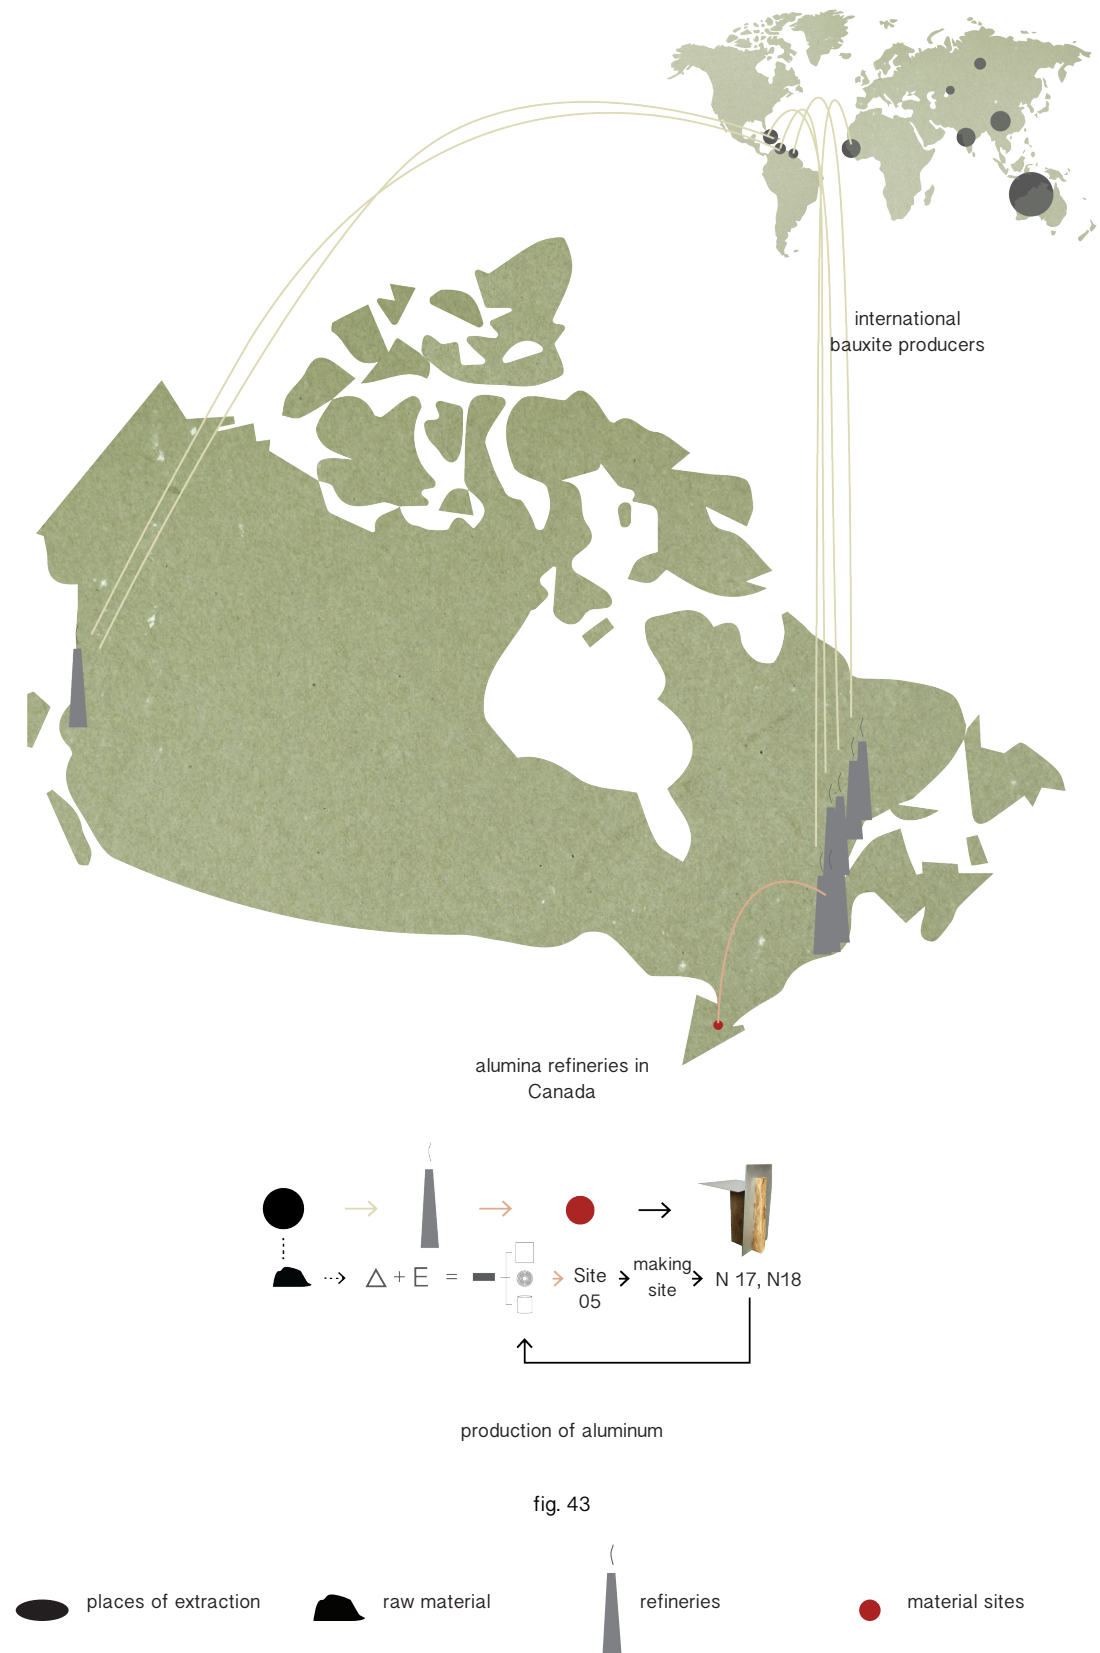 international
bauxite producers
alumina refineries in
Canada
△ + E =
Site
05
making
site
N 17, N18
production of aluminum
fig. 43
places of extraction
raw material
refineries
material sites